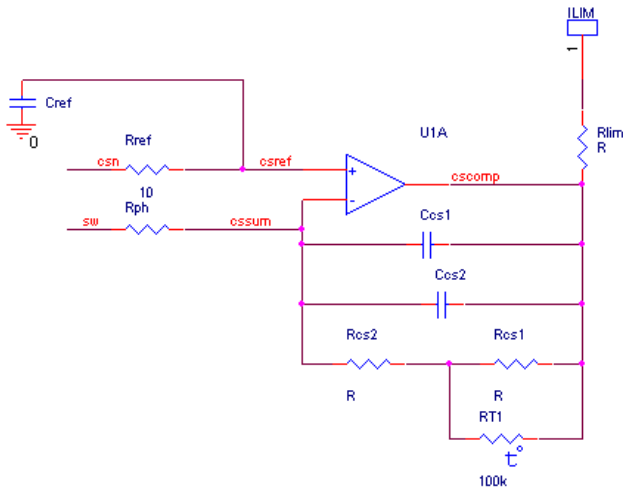 ILIM
1
Cref
0
U1A
Rlim
R
Rref
csn
csref
+
cscomp
10
Rph
-
sw
cssum
Ccs1
Ccs2
Rcs2
Rcs1
R
R
RT1
t°
100k